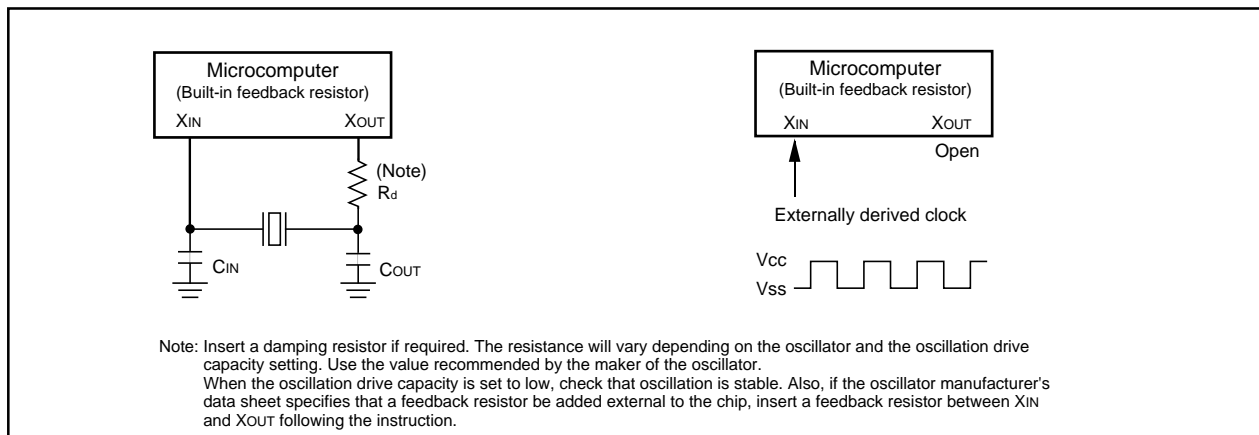 Microcomputer
(Built-in feedback resistor)
XIN XOUT
(Note)
Rd
CIN
COUT
Microcomputer
(Built-in feedback resistor)
XIN XOUT
Open
Externally derived clock
Vcc
Vss
Note: Insert a damping resistor if required. The resistance will vary depending on the oscillator and the oscillation drive
capacity setting. Use the value recommended by the maker of the oscillator.
When the oscillation drive capacity is set to low, check that oscillation is stable. Also, if the oscillator manufacturer's
data sheet specifies that a feedback resistor be added external to the chip, insert a feedback resistor between XIN
and XOUT following the instruction.